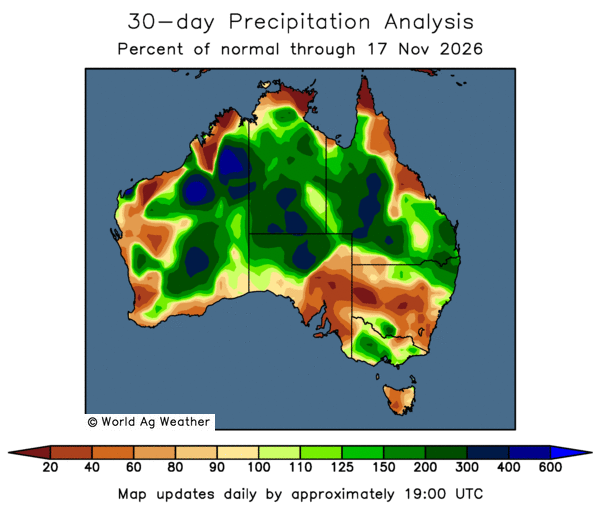 30-day Precipitation Analysis
Percent of normal through 17 Nov 2026
© World Ag Weather
20 40 60 80 90 100 110 125 150 200 300 400 600
Map updates daily by approximately 19:00 UTC